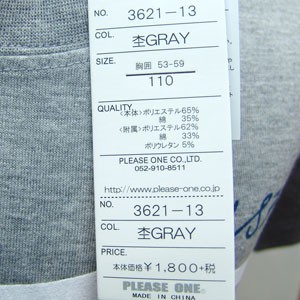 NO. 3621-13
COL. 杢GRAY
SIZE. 胸囲 53-59
110
QUALITY.
<本体>ポリエステル65%
綿 35%
<附属>ポリエステル62%
綿 33%
ポリウレタン 5%
PLEASE ONE CO.,LTD.
052-910-8511
http://www.please-one.co.jp
NO. 3621-13
COL. 杢GRAY
PRICE.
本体価格 ¥1,800+税
PLEASE ONE.
MADE IN CHINA